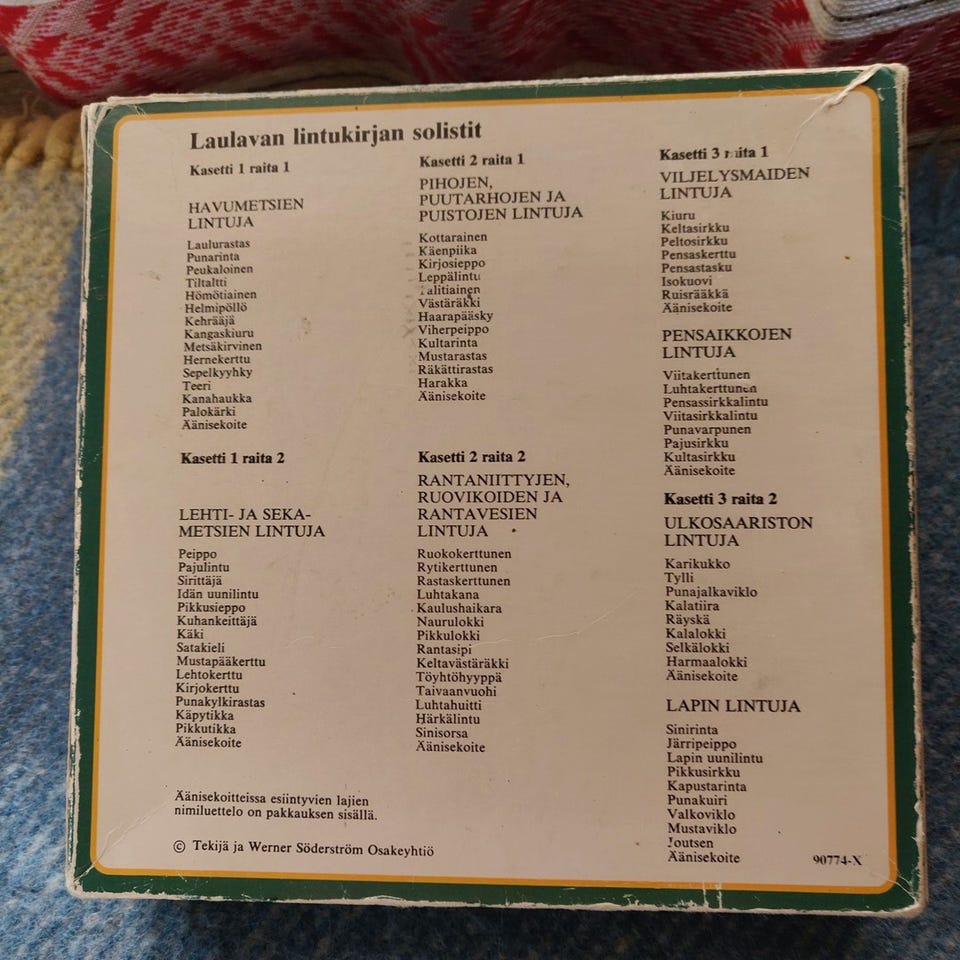 Laulavan lintukirjan solistit
Kasetti 1 raita 1
HAVUMETSIEN
LINTUJA
Laulurastas
Punarinta
Peukaloinen
Tiltaltti
Hömötiainen
Helmipöllö
Kehrääjä
Kangaskiuru
Metsäkirvinen
Hernekerttu
Sepelkyyhky
Teeri
Kanahaukka
Palokärki
Äänisekoite
Kasetti 1 raita 2
LEHTI- JA SEKA-
METSIEN LINTUJA
Peippo
Pajulintu
Sirittäjä
Idän uunilintu
Pikkusieppo
Kuhankeittäjä
Käki
Satakieli
Mustapääkerttu
Lehtokerttu
Kirjokerttu
Punakylkirastas
Käpytikka
Pikkutikka
Äänisekoite
Kasetti 2 raita 1
PIHOJEN,
PUUTARHOJEN JA
PUISTOJEN LINTUJA
Kottarainen
Käenpiika
Kirjosieppo
Leppälintu
Talitiainen
Västäräkki
Haarapääsky
Viherpeippo
Kultarinta
Mustarastas
Räkättirastas
Harakka
Äänisekoite
Kasetti 2 raita 2
RANTANIITTYJEN,
RUOVIKOIDEN JA
RANTAVESIEN
LINTUJA
Ruokokerttunen
Rytikerttunen
Rastaskerttunen
Luhtakana
Kaulushaikara
Naurulokki
Pikkulokki
Rantasipi
Keltavästäräkki
Töyhtöhyyppä
Taivaanvuohi
Luhtahuitti
Härkälintu
Sinisorsa
Äänisekoite
Kasetti 3 raita 1
VILJELYSMAIDEN
LINTUJA
Kiuru
Keltasirkku
Peltosirkku
Pensaskerttu
Pensastasku
Isokuovi
Ruisrääkkä
Äänisekoite
PENSAIKKOJEN
LINTUJA
Viitakerttunen
Luhtakerttunen
Pensassirkkalintu
Viitasirkkalintu
Punavarpunen
Pajusirkku
Kultasirkku
Äänisekoite
Kasetti 3 raita 2
ULKOSAARISTON
LINTUJA
Karikukko
Tylli
Punajalkaviklo
Kalatiira
Räyskä
Kalalokki
Selkälokki
Harmaalokki
Äänisekoite
LAPIN LINTUJA
Sinirinta
Järripeippo
Lapin uunilintu
Pikkusirkku
Kapustarinta
Punakuiri
Valkoviklo
Mustaviklo
Joutsen
Äänisekoite
Äänisekoitteissa esiintyvien lajien
nimiluettelo on pakkauksen sisällä.
© Tekijä ja Werner Söderström Osakeyhtiö
90774-X